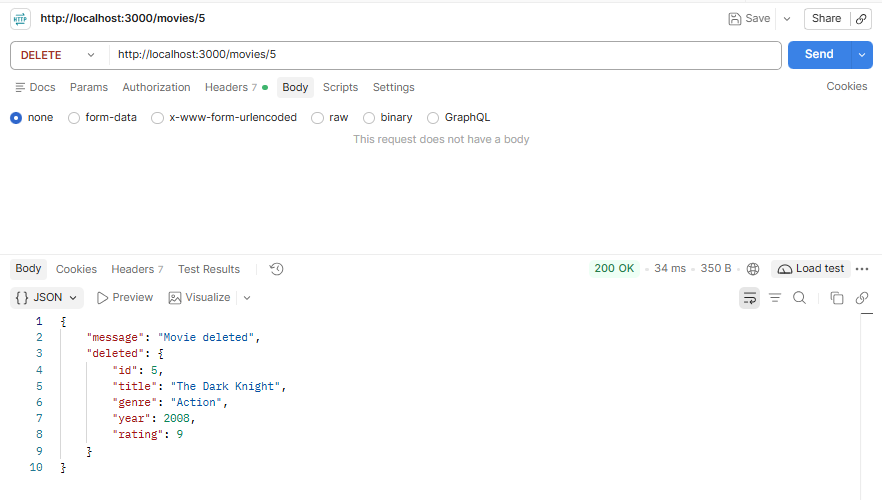 HTTP http://localhost:3000/movies/5 Save Share
DELETE http://localhost:3000/movies/5 Send
Docs Params Authorization Headers 7 Body Scripts Settings Cookies
none form-data x-www-form-urlencoded raw binary GraphQL
This request does not have a body
Body Cookies Headers 7 Test Results 200 OK 34 ms 350 B Load test
{} JSON Preview Visualize
1 {
2 "message": "Movie deleted",
3 "deleted": {
4 "id": 5,
5 "title": "The Dark Knight",
6 "genre": "Action",
7 "year": 2008,
8 "rating": 9
9 }
10 }